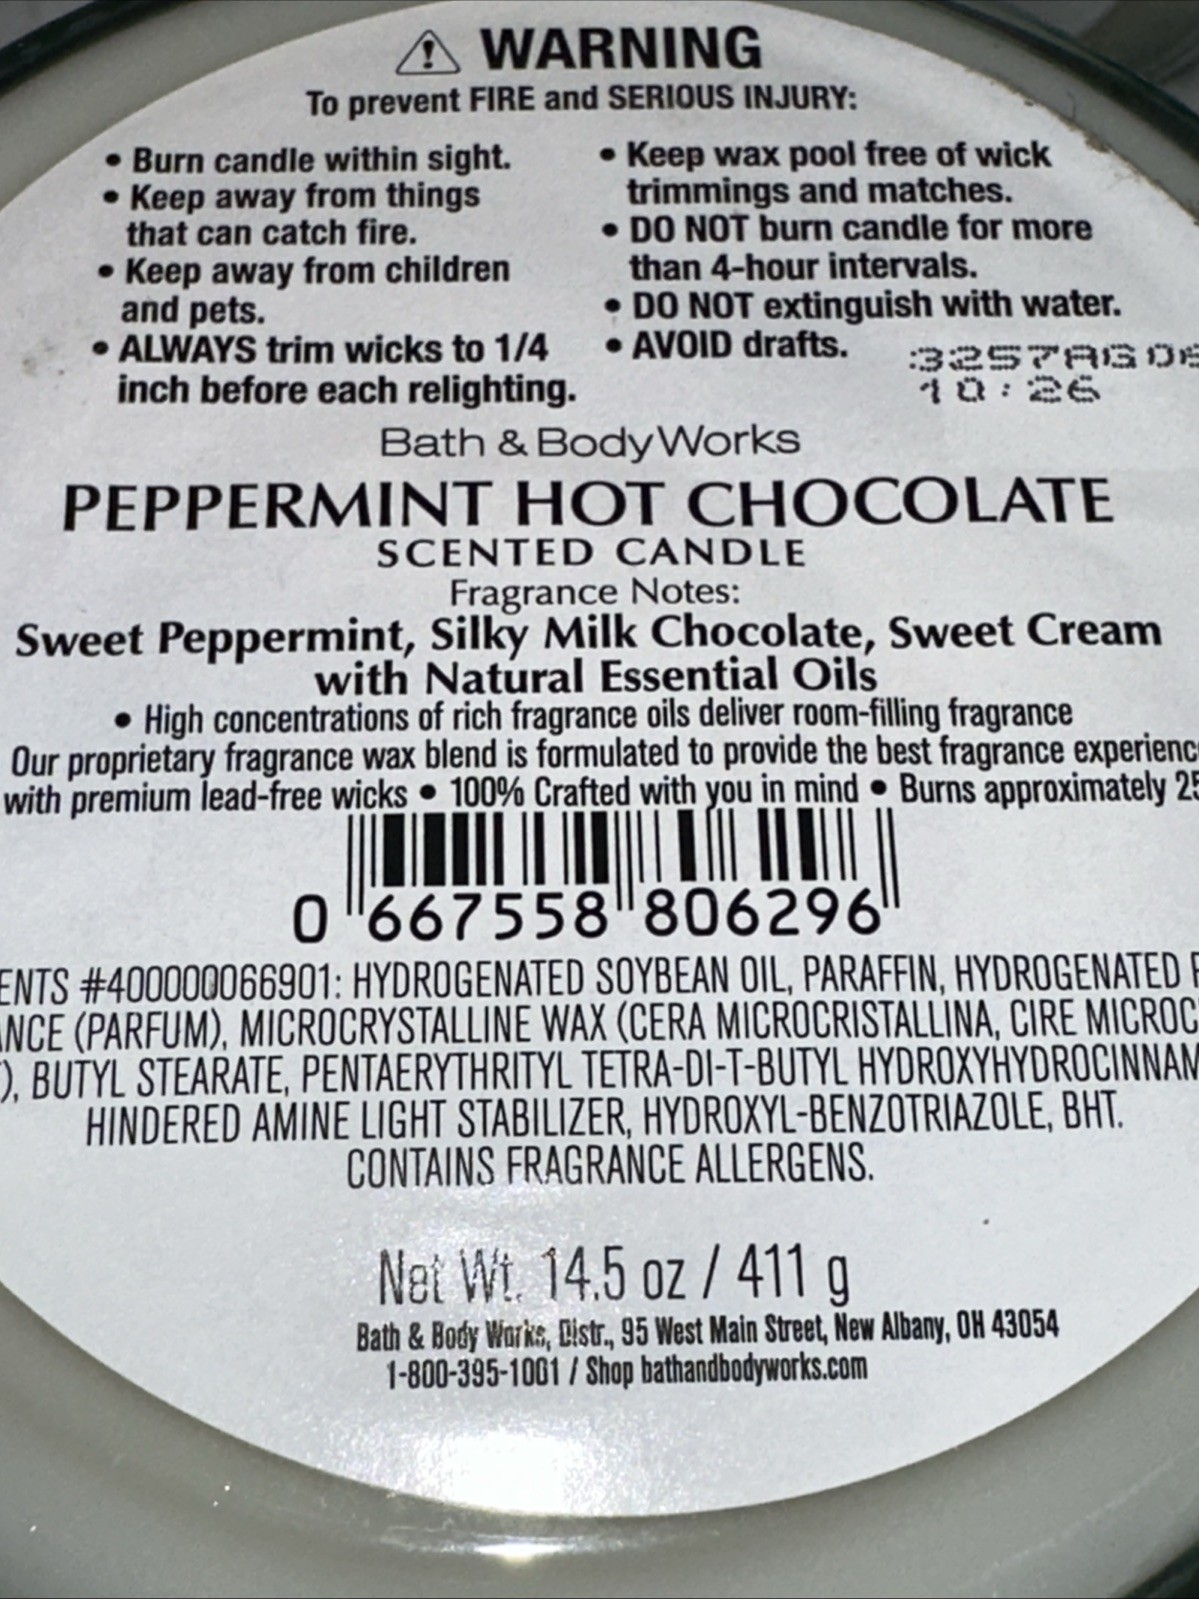 ⚠ WARNING
To prevent FIRE and SERIOUS INJURY:
• Burn candle within sight.
• Keep away from things
that can catch fire.
• Keep away from children
and pets.
• ALWAYS trim wicks to 1/4
inch before each relighting.
• Keep wax pool free of wick
trimmings and matches.
• DO NOT burn candle for more
than 4-hour intervals.
• DO NOT extinguish with water.
• AVOID drafts.
10:26
Bath & Body Works
PEPPERMINT HOT CHOCOLATE
SCENTED CANDLE
Fragrance Notes:
Sweet Peppermint, Silky Milk Chocolate, Sweet Cream
with Natural Essential Oils
• High concentrations of rich fragrance oils deliver room-filling fragrance
Our proprietary fragrance wax blend is formulated to provide the best fragrance experienc
with premium lead-free wicks • 100% Crafted with you in mind • Burns approximately 25
0 667558 806296
ENTS #400000066901: HYDROGENATED SOYBEAN OIL, PARAFFIN, HYDROGENATED
NCE (PARFUM), MICROCRYSTALLINE WAX (CERA MICROCRISTALLINA, CIRE MICROC
), BUTYL STEARATE, PENTAERYTHRITYL TETRA-DI-T-BUTYL HYDROXYHYDROCINNAM
HINDERED AMINE LIGHT STABILIZER, HYDROXYL-BENZOTRIAZOLE, BHT.
CONTAINS FRAGRANCE ALLERGENS.
Net Wt. 14.5 oz / 411 g
Bath & Body Works, Distr., 95 West Main Street, New Albany, OH 43054
1-800-395-1001 / Shop bathandbodyworks.com